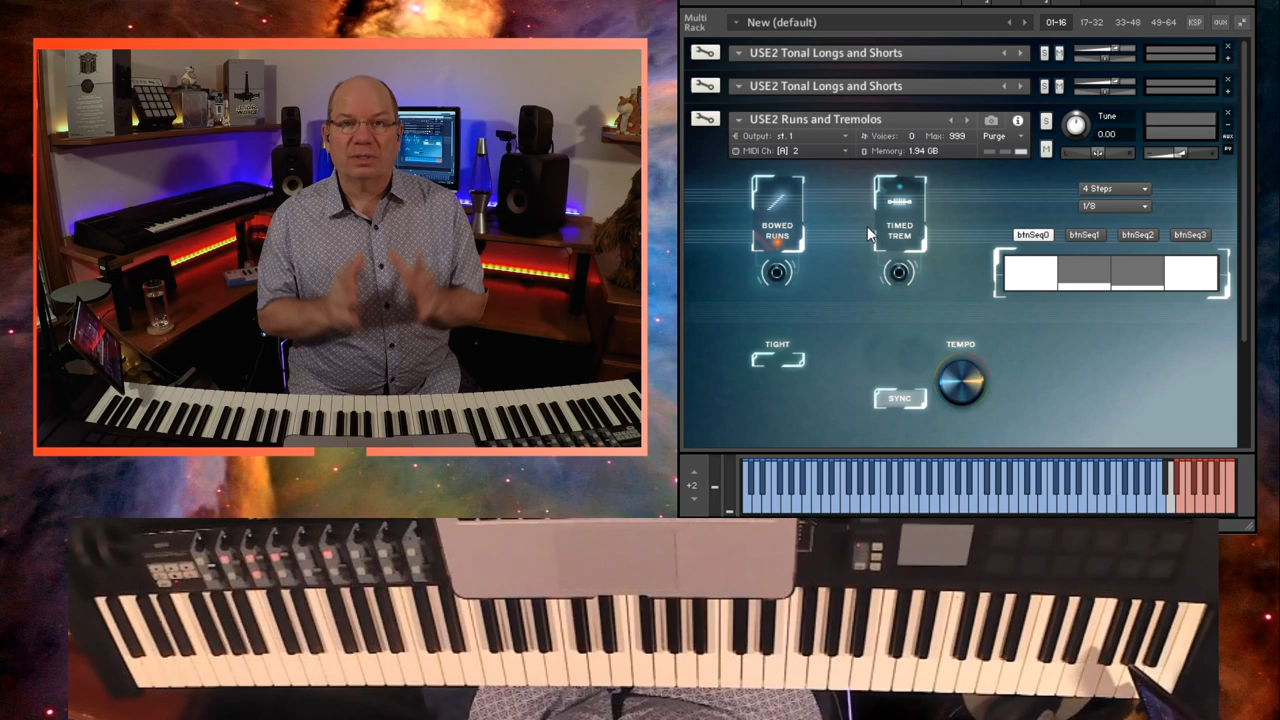 Multi
Rack
New (default)
01-16
17-32
33-48
49-64
KSP
aux
USE2 Tonal Longs and Shorts
S
M
USE2 Tonal Longs and Shorts
S
M
USE2 Runs and Tremolos
Output: st. 1
Voices: 0
Max: 999
Purge
MIDI Ch: [A] 2
Memory: 1.94 GB
S
M
Tune
0.00
AUX
PV
BOWED
RUNS
TIMED
TREM
4 Steps
1/8
btnSeq0
btnSeq1
btnSeq2
btnSeq3
TIGHT
TEMPO
SYNC
+2